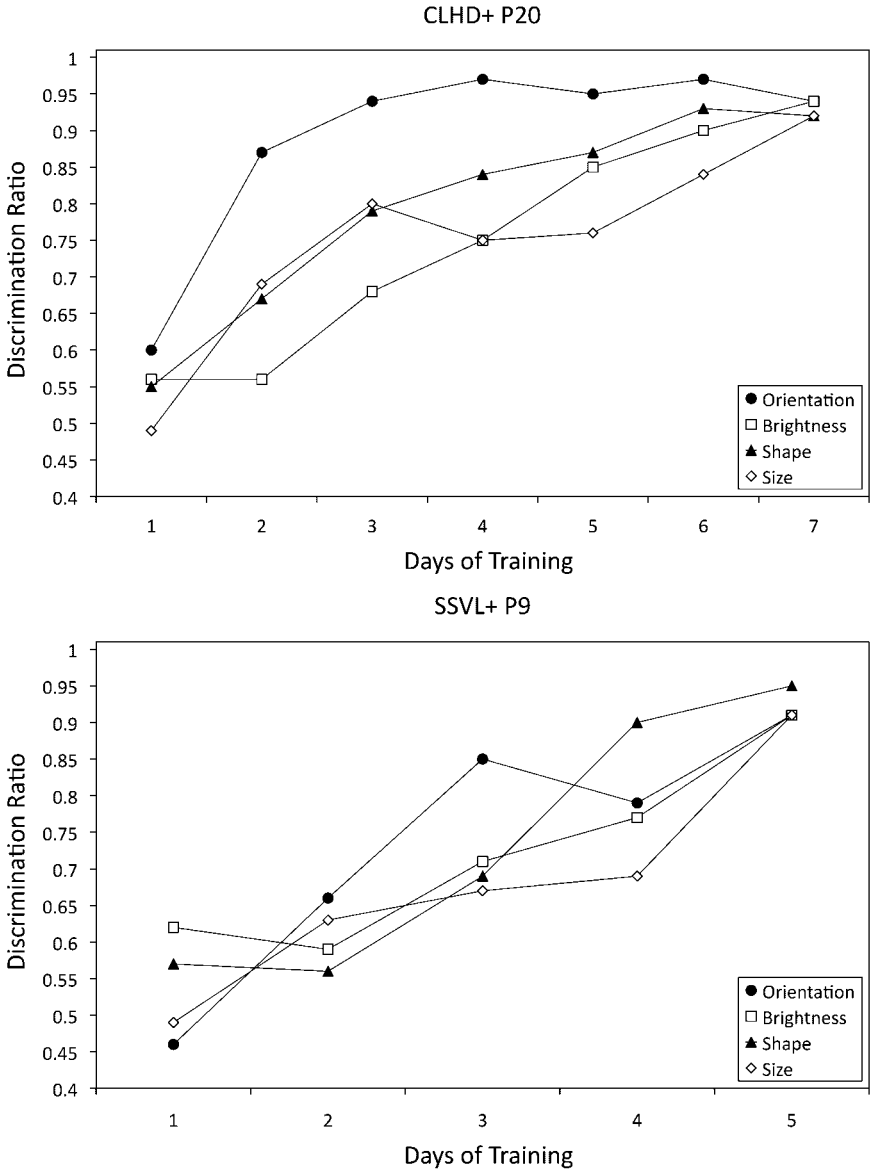 CLHD+ P20
1
0.95
0.9
0.85
0.8
0.75
0.7
0.65
0.6
0.55
0.5
0.45
0.4
Discrimination Ratio
Orientation
Brightness
Shape
Size
1 2 3 4 5 6 7
Days of Training
SSVL+ P9
1
0.95
0.9
0.85
0.8
0.75
0.7
0.65
0.6
0.55
0.5
0.45
0.4
Discrimination Ratio
Orientation
Brightness
Shape
Size
1 2 3 4 5
Days of Training